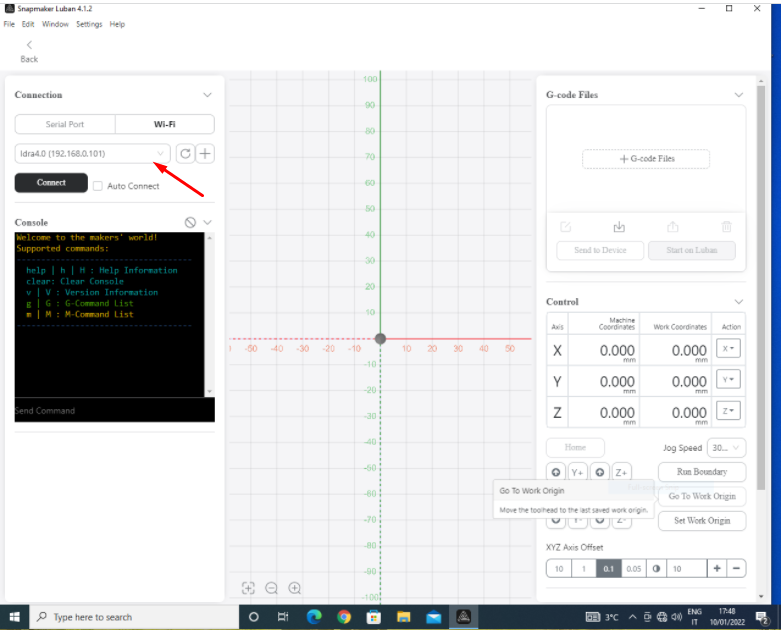 Snapmaker Luban 4.1.2
File Edit Window Settings Help
Back
Connection
Serial Port Wi-Fi
Idra4.0 (192.168.0.101)
Connect Auto Connect
Console
Welcome to the makers' world!
Supported commands:
help | h | H : Help Information
clear: Clear Console
v | V : Version Information
g | G : G-Command List
m | M : M-Command List
Send Command
100
90
80
70
60
50
40
30
20
10
-50 -40 -30 -20 -10 10 20 30 40 50
-10
-20
-30
-40
-50
-60
-70
-80
-90
-100
G-code Files
+ G-code Files
Send to Device Start on Luban
Control
Axis Machine Coordinates Work Coordinates Action
X 0.000 mm 0.000 mm X
Y 0.000 mm 0.000 mm Y
Z 0.000 mm 0.000 mm Z
Home Jog Speed 30...
Y+ Z+ Run Boundary
Go To Work Origin
Move the toolhead to the last saved work origin.
Go To Work Origin
Y- Z- Set Work Origin
XYZ Axis Offset
10 1 0.1 0.05 10 + −
Type here to search
3°C ENG 17:48
IT 10/01/2022
2